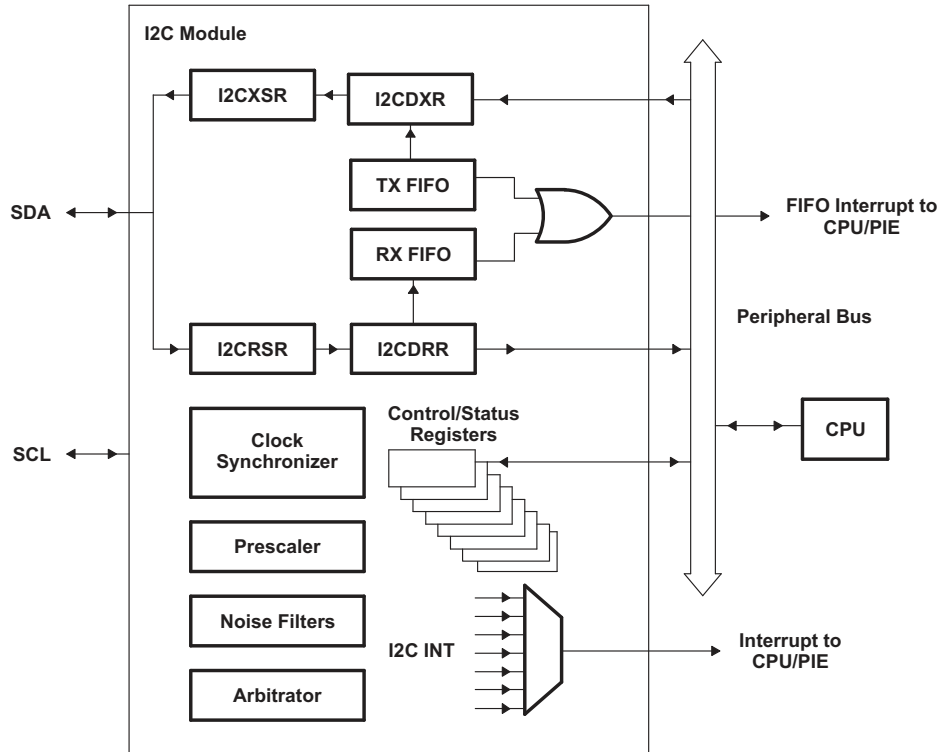 I2C Module
I2CXSR
I2CDXR
TX FIFO
SDA
FIFO Interrupt to
CPU/PIE
RX FIFO
Peripheral Bus
I2CRSR
I2CDRR
Control/Status
Registers
CPU
SCL
Clock
Synchronizer
Prescaler
Noise Filters
I2C INT
Interrupt to
CPU/PIE
Arbitrator